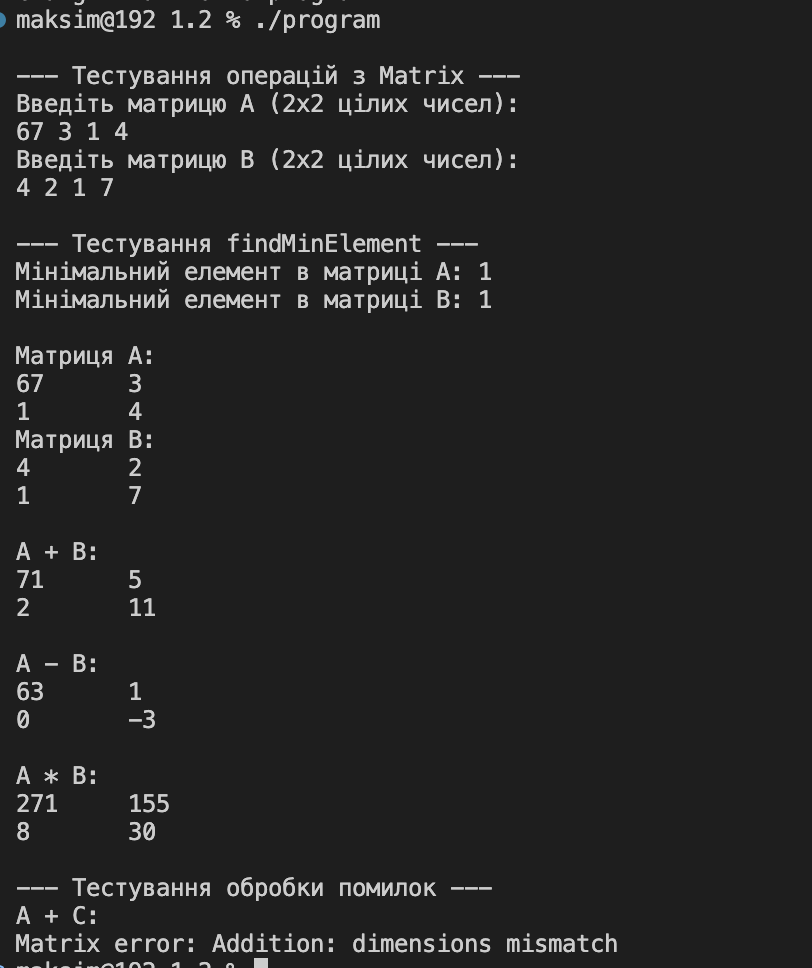 maksim@192 1.2 % ./program
--- Тестування операцій з Matrix ---
Введіть матрицю A (2x2 цілих чисел):
67 3 1 4
Введіть матрицю B (2x2 цілих чисел):
4 2 1 7
--- Тестування findMinElement ---
Мінімальний елемент в матриці A: 1
Мінімальний елемент в матриці B: 1
Матриця A:
67 3
1 4
Матриця B:
4 2
1 7
A + B:
71 5
2 11
A - B:
63 1
0 -3
A * B:
271 155
8 30
--- Тестування обробки помилок ---
A + C:
Matrix error: Addition: dimensions mismatch
maksim@192 1.2 %